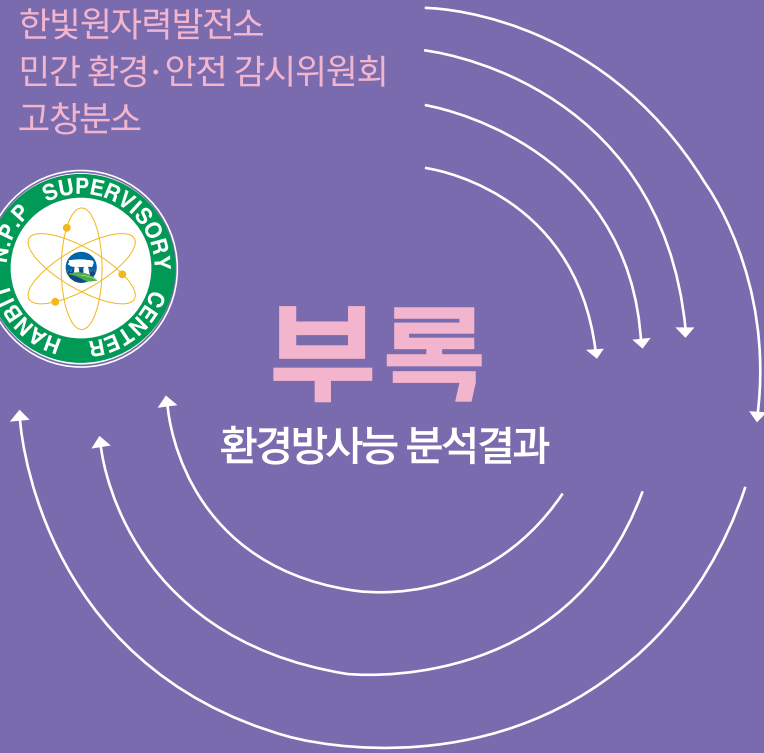 한빛원자력발전소
민간 환경·안전 감시위원회
고창분소
HANBIT N.P.P SUPERVISORY CENTER
부록
환경방사능 분석결과